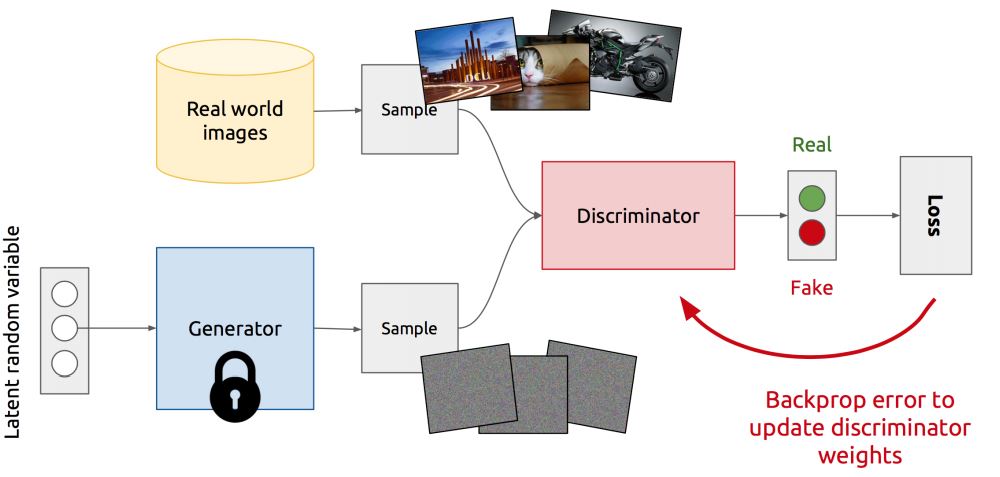 Real world
images
Sample
Real
Discriminator
Loss
Fake
Latent random variable
Generator
Sample
Backprop error to
update discriminator
weights